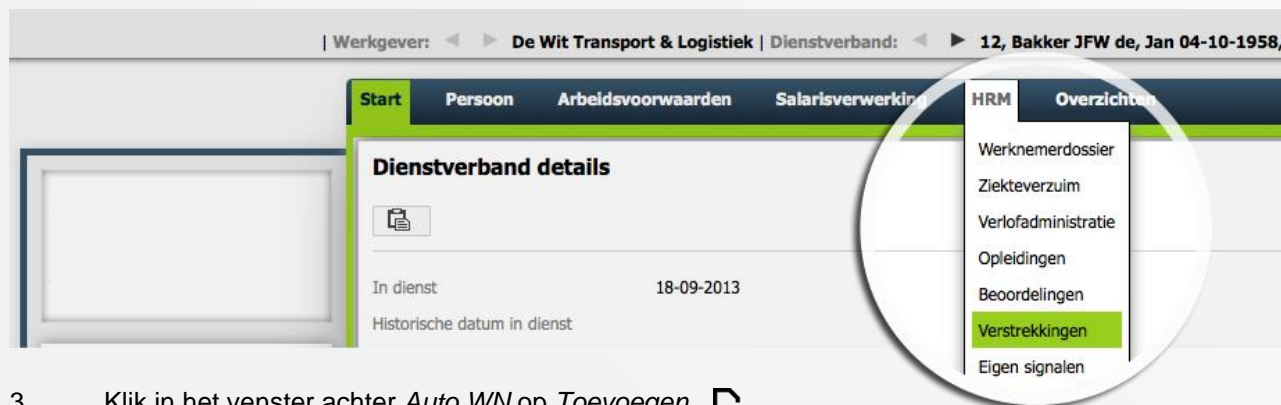 | Werkgever: De Wit Transport & Logistiek | Dienstverband: 12, Bakker JFW de, Jan 04-10-1958,
Start Persoon Arbeidsvoorwaarden Salarisverwerking HRM Overzichten
Dienstverband details
Werknemerdossier
Ziekteverzuim
Verlofadministratie
Opleidingen
Beoordelingen
Verstrekkingen
Eigen signalen
In dienst 18-09-2013
Historische datum in dienst
3. Klik in het venster achter Auto WN op Toevoegen